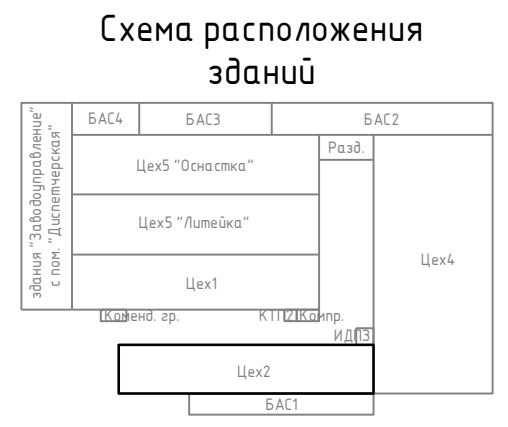 Схема расположения
зданий
здания "Заводоуправление"
с пом. "Диспетчерская"
БАС4
БАС3
БАС2
Разд.
Цех5 "Оснастка"
Цех5 "Литейка"
Цех4
Цех1
Коменд. гр.
КТП2
Компр.
ИДПЗ
Цех2
БАС1